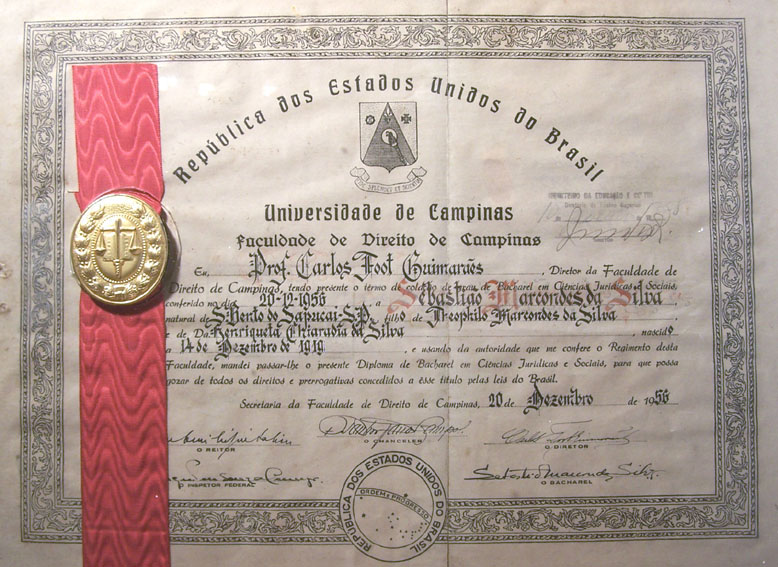 República dos Estados Unidos do Brasil
Universidade de Campinas
Faculdade de Direito de Campinas
Eu, Prof. Carlos Foot Guimarães, Diretor da Faculdade de
Direito de Campinas, tendo presente o termo de colação de grau de Bacharel em Ciências Jurídicas e Sociais,
conferido no dia 20-12-1956, a Sebastião Marcondes da Silva
natural de S. Bento do Sapucaí-S.P. filho de Theophilo Marcondes da Silva
e de Da. Henriqueta Chiaradia da Silva, nascido
a 14 de Dezembro de 1919, e usando da autoridade que me confere o Regimento desta
Faculdade, mandei passar-lhe o presente Diploma de Bacharel em Ciências Jurídicas e Sociais, para que possa
gozar de todos os direitos e prerrogativas concedidos a êsse título pelas leis do Brasil.
Secretaria da Faculdade de Direito de Campinas, 20 de Dezembro de 1956
O REITOR
O CHANCELER
O DIRETOR
O INSPETOR FEDERAL
Sebastião Marcondes Silva
O BACHAREL
REPUBLICA DOS ESTADOS UNIDOS DO BRASIL
ORDEM E PROGRESSO